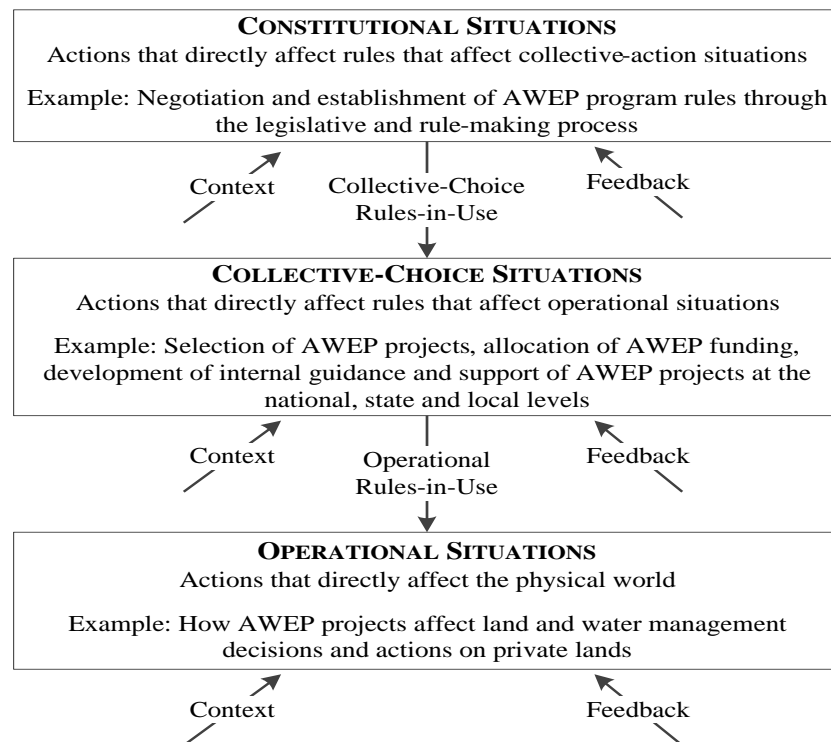 CONSTITUTIONAL SITUATIONS
Actions that directly affect rules that affect collective-action situations
Example: Negotiation and establishment of AWEP program rules through
the legislative and rule-making process
Context
Collective-Choice
Rules-in-Use
Feedback
COLLECTIVE-CHOICE SITUATIONS
Actions that directly affect rules that affect operational situations
Example: Selection of AWEP projects, allocation of AWEP funding,
development of internal guidance and support of AWEP projects at the
national, state and local levels
Context
Operational
Rules-in-Use
Feedback
OPERATIONAL SITUATIONS
Actions that directly affect the physical world
Example: How AWEP projects affect land and water management
decisions and actions on private lands
Context
Feedback